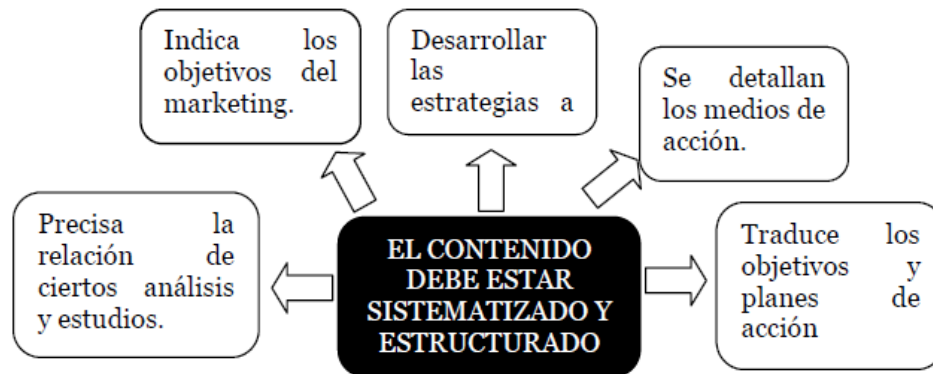 Indica los
objetivos del
marketing.
Desarrollar
las
estrategias a
Se detallan
los medios de
acción.
Precisa la
relación de
ciertos análisis
y estudios.
EL CONTENIDO
DEBE ESTAR
SISTEMATIZADO Y
ESTRUCTURADO
Traduce los
objetivos y
planes de
acción